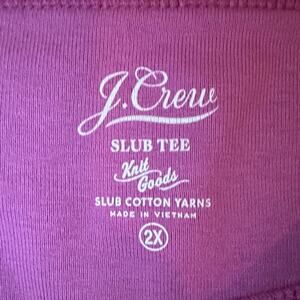 J.Crew
SLUB TEE
Knit
Goods
SLUB COTTON YARNS
MADE IN VIETNAM
2X